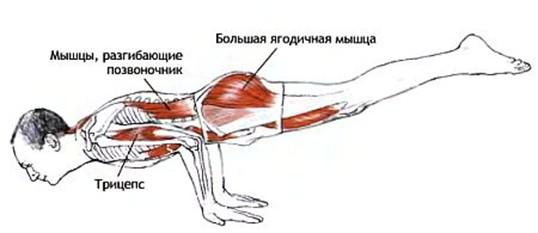 Большая ягодичная мышца
Мышцы, разгибающие
позвоночник
Трицепс